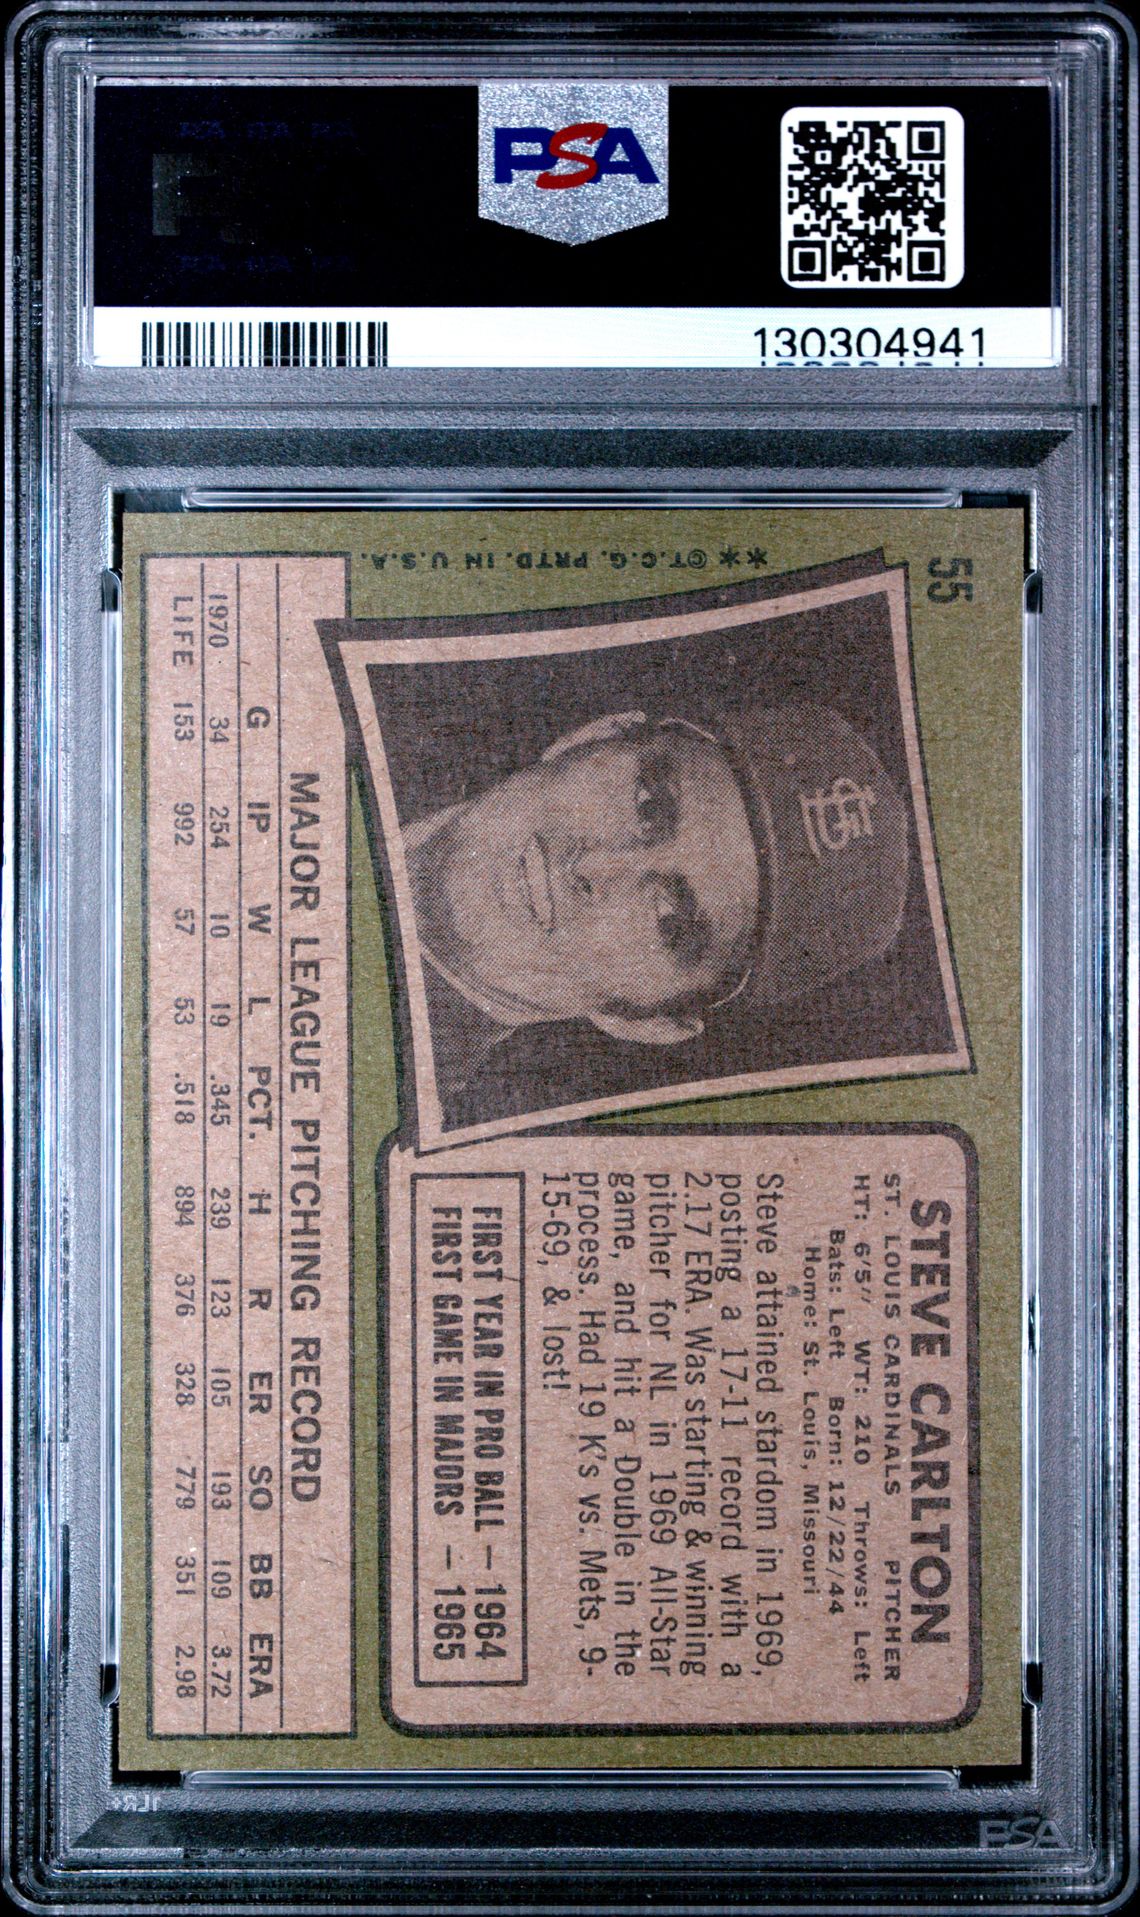 PSA
130304941
55
**©T.C.G. PRTD. IN U.S.A.
STL
STEVE CARLTON
ST. LOUIS CARDINALS PITCHER
HT: 6'5" WT: 210 Throws: Left
Bats: Left Born: 12/22/44
Home: St. Louis, Missouri
Steve attained stardom in 1969,
posting a 17-11 record with a
2.17 ERA. Was starting & winning
pitcher for NL in 1969 All-Star
game, and hit a Double in the
process. Had 19 K's vs. Mets, 9-
15-69, & lost!
FIRST YEAR IN PRO BALL — 1964
FIRST GAME IN MAJORS — 1965
MAJOR LEAGUE PITCHING RECORD
G IP W L PCT. H R ER SO BB ERA
1970 34 254 10 19 .345 239 123 105 193 109 3.72
LIFE 153 992 57 53 .518 894 376 328 779 351 2.98
PSA